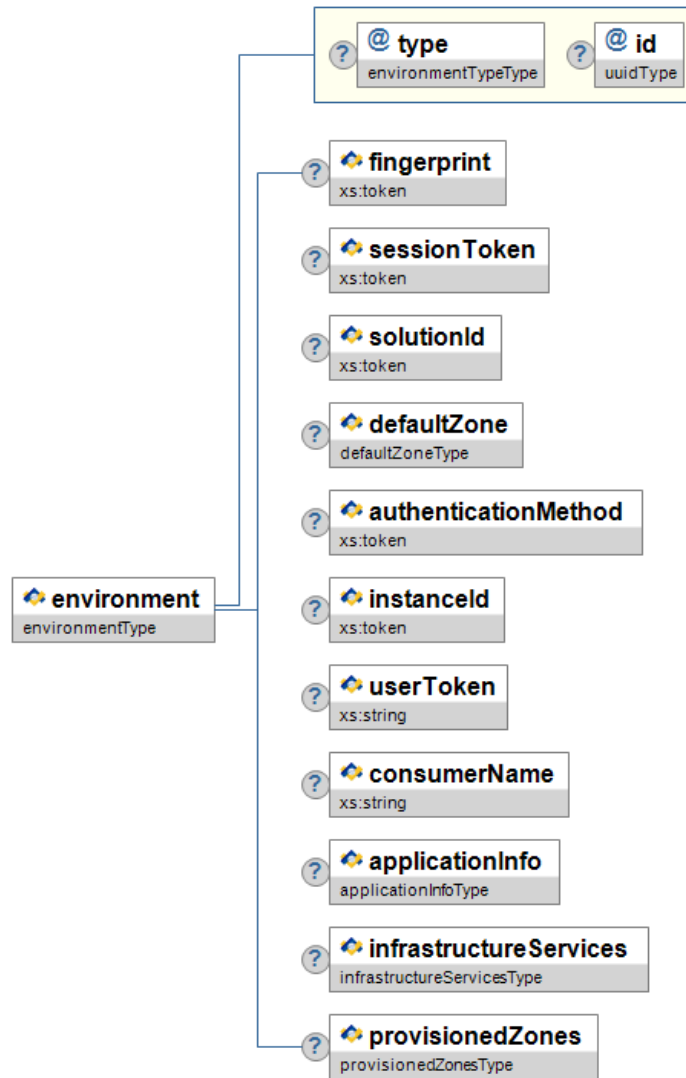 @ type
environmentTypeType
@ id
uuidType
?
?
fingerprint
xs:token
?
sessionToken
xs:token
?
solutionId
xs:token
?
defaultZone
defaultZoneType
?
authenticationMethod
xs:token
?
environment
environmentType
instanceId
xs:token
?
userToken
xs:string
?
consumerName
xs:string
?
applicationInfo
applicationInfoType
?
infrastructureServices
infrastructureServicesType
?
provisionedZones
provisionedZonesType
?